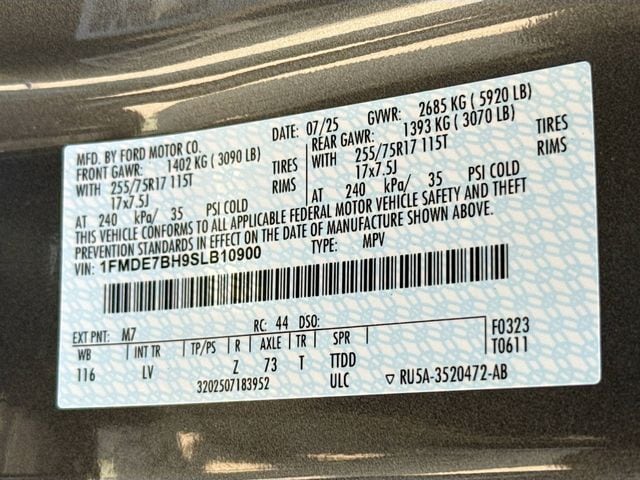 MFD. BY FORD MOTOR CO.
DATE: 07/25 GVWR: 2685 KG ( 5920 LB)
FRONT GAWR: 1402 KG ( 3090 LB) REAR GAWR: 1393 KG ( 3070 LB)
WITH 255/75R17 115T TIRES WITH 255/75R17 115T TIRES
17x7.5J RIMS 17x7.5J RIMS
AT 240 kPa/ 35 PSI COLD AT 240 kPa/ 35 PSI COLD
THIS VEHICLE CONFORMS TO ALL APPLICABLE FEDERAL MOTOR VEHICLE SAFETY AND THEFT
PREVENTION STANDARDS IN EFFECT ON THE DATE OF MANUFACTURE SHOWN ABOVE.
VIN: 1FMDE7BH9SLB10900 TYPE: MPV
EXT PNT: M7 RC: 44 DSO: F0323
WB INT TR TP/PS R AXLE TR SPR T0611
116 LV Z 73 T TTDD
3202507183952 ULC ▽ RU5A-3520472-AB